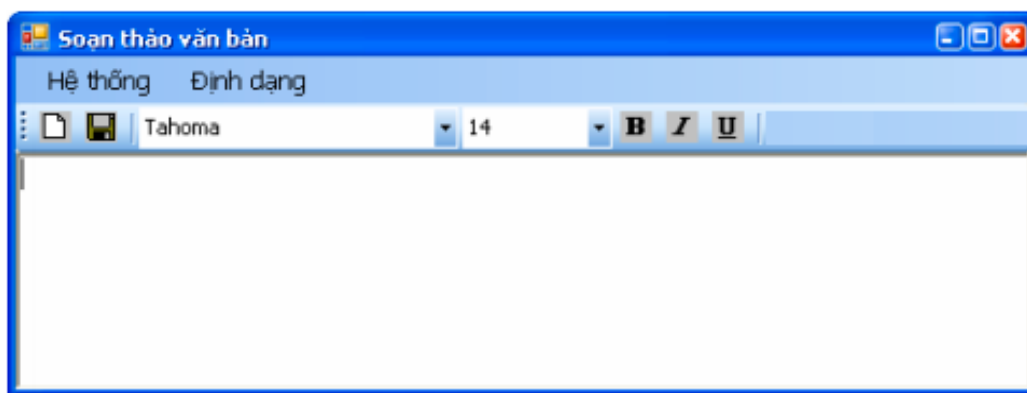 Soạn thảo văn bản
Hệ thống Định dạng
Tahoma 14 B I U